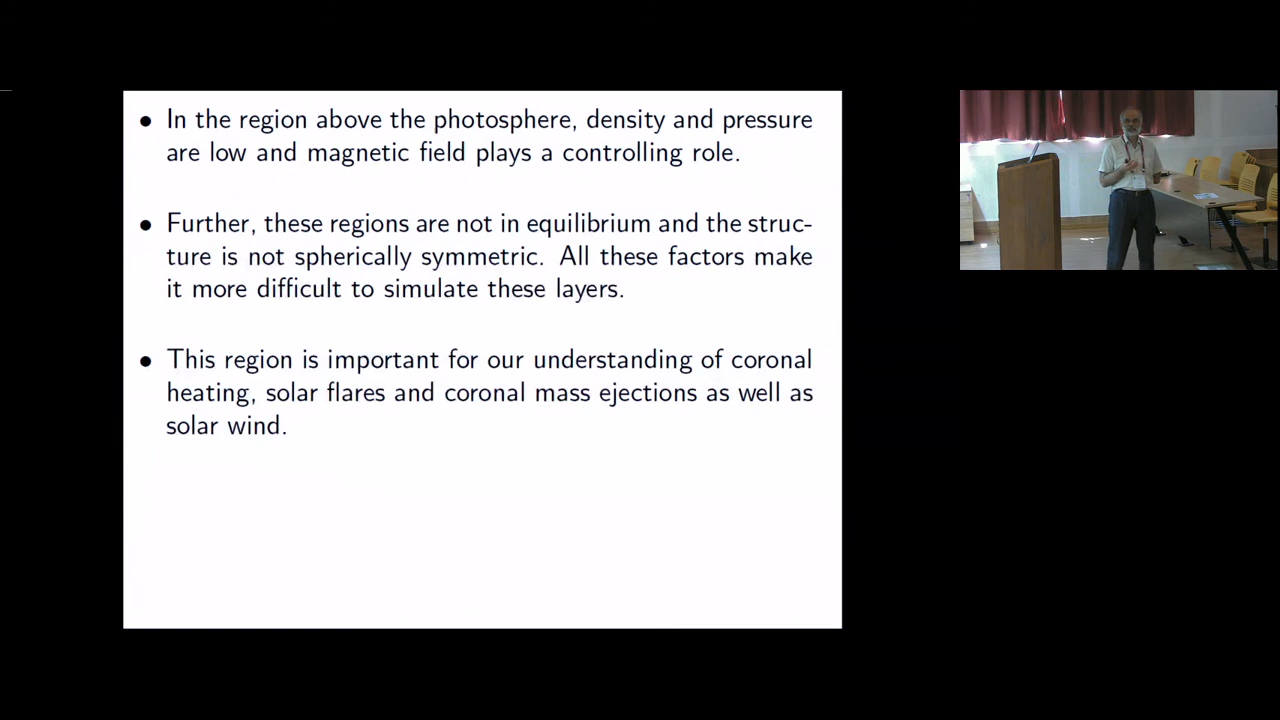 • In the region above the photosphere, density and pressure
are low and magnetic field plays a controlling role.
• Further, these regions are not in equilibrium and the struc-
ture is not spherically symmetric. All these factors make
it more difficult to simulate these layers.
• This region is important for our understanding of coronal
heating, solar flares and coronal mass ejections as well as
solar wind.